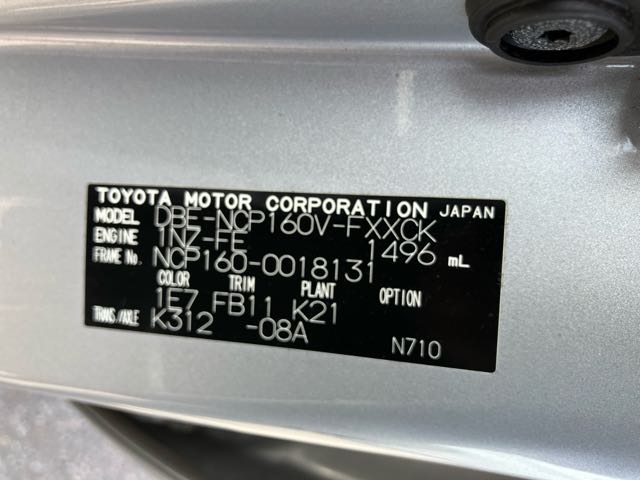 TOYOTA MOTOR CORPORATION JAPAN
MODEL DBE-NCP160V-FXXCK
ENGINE 1NZ-FE 1496 mL
FRAME No. NCP160-0018131
COLOR TRIM PLANT OPTION
1E7 FB11 K21
TRANS./AXLE K312 -08A
N710